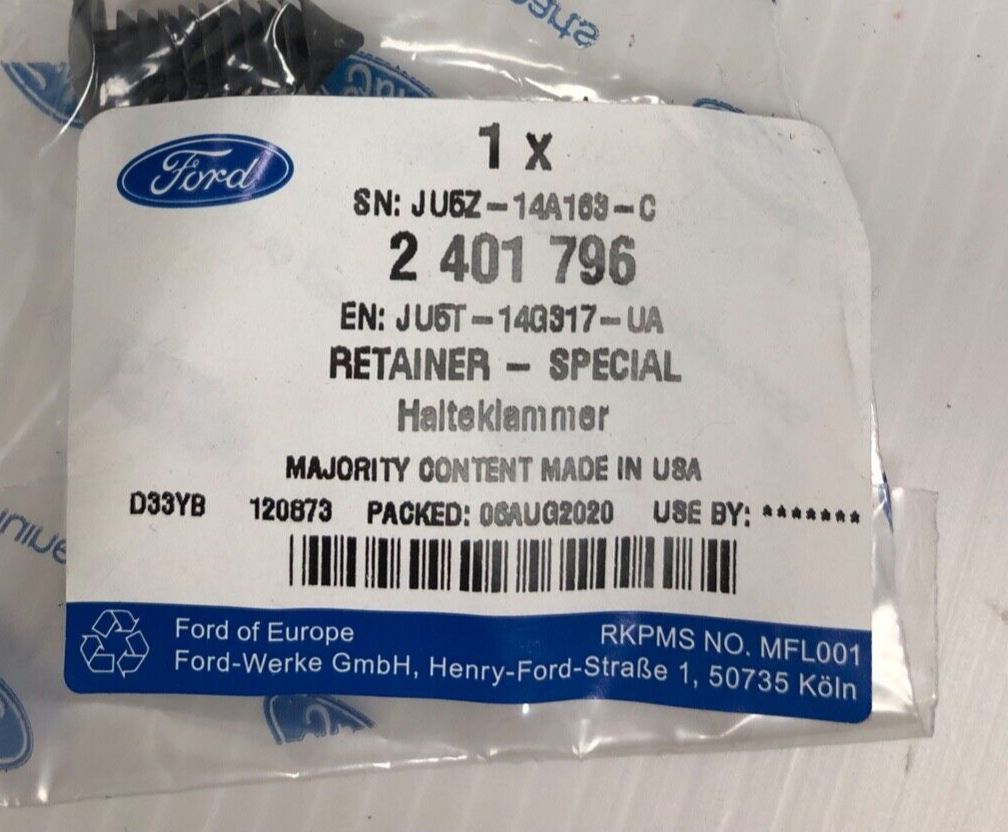 Ford
1 x
SN: JU5Z-14A163-C
2 401 796
EN: JU5T-14G317-UA
RETAINER - SPECIAL
Halteklammer
MAJORITY CONTENT MADE IN USA
D33YB 120873 PACKED: 06AUG2020 USE BY: *******
Ford of Europe RKPMS NO. MFL001
Ford-Werke GmbH, Henry-Ford-Straße 1, 50735 Köln